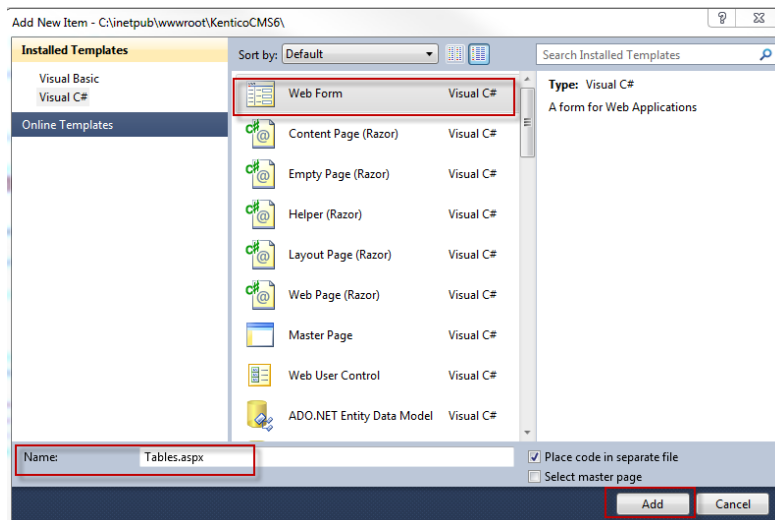 Add New Item - C:\inetpub\wwwroot\KenticoCMS6\
Installed Templates
Visual Basic
Visual C#
Online Templates
Sort by: Default
Search Installed Templates
Web Form Visual C#
Content Page (Razor) Visual C#
Empty Page (Razor) Visual C#
Helper (Razor) Visual C#
Layout Page (Razor) Visual C#
Web Page (Razor) Visual C#
Master Page Visual C#
Web User Control Visual C#
ADO.NET Entity Data Model Visual C#
Type: Visual C#
A form for Web Applications
Name: Tables.aspx
Place code in separate file
Select master page
Add Cancel